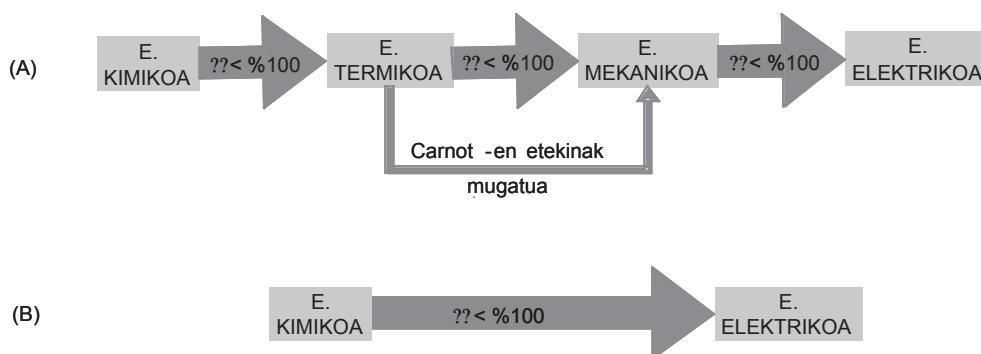 (A)
E.
KIMIKOA
??< %100
E.
TERMIKOA
??< %100
E.
MEKANIKOA
??< %100
E.
ELEKTRIKOA
Carnot -en etekinak
mugatua
(B)
E.
KIMIKOA
??< %100
E.
ELEKTRIKOA